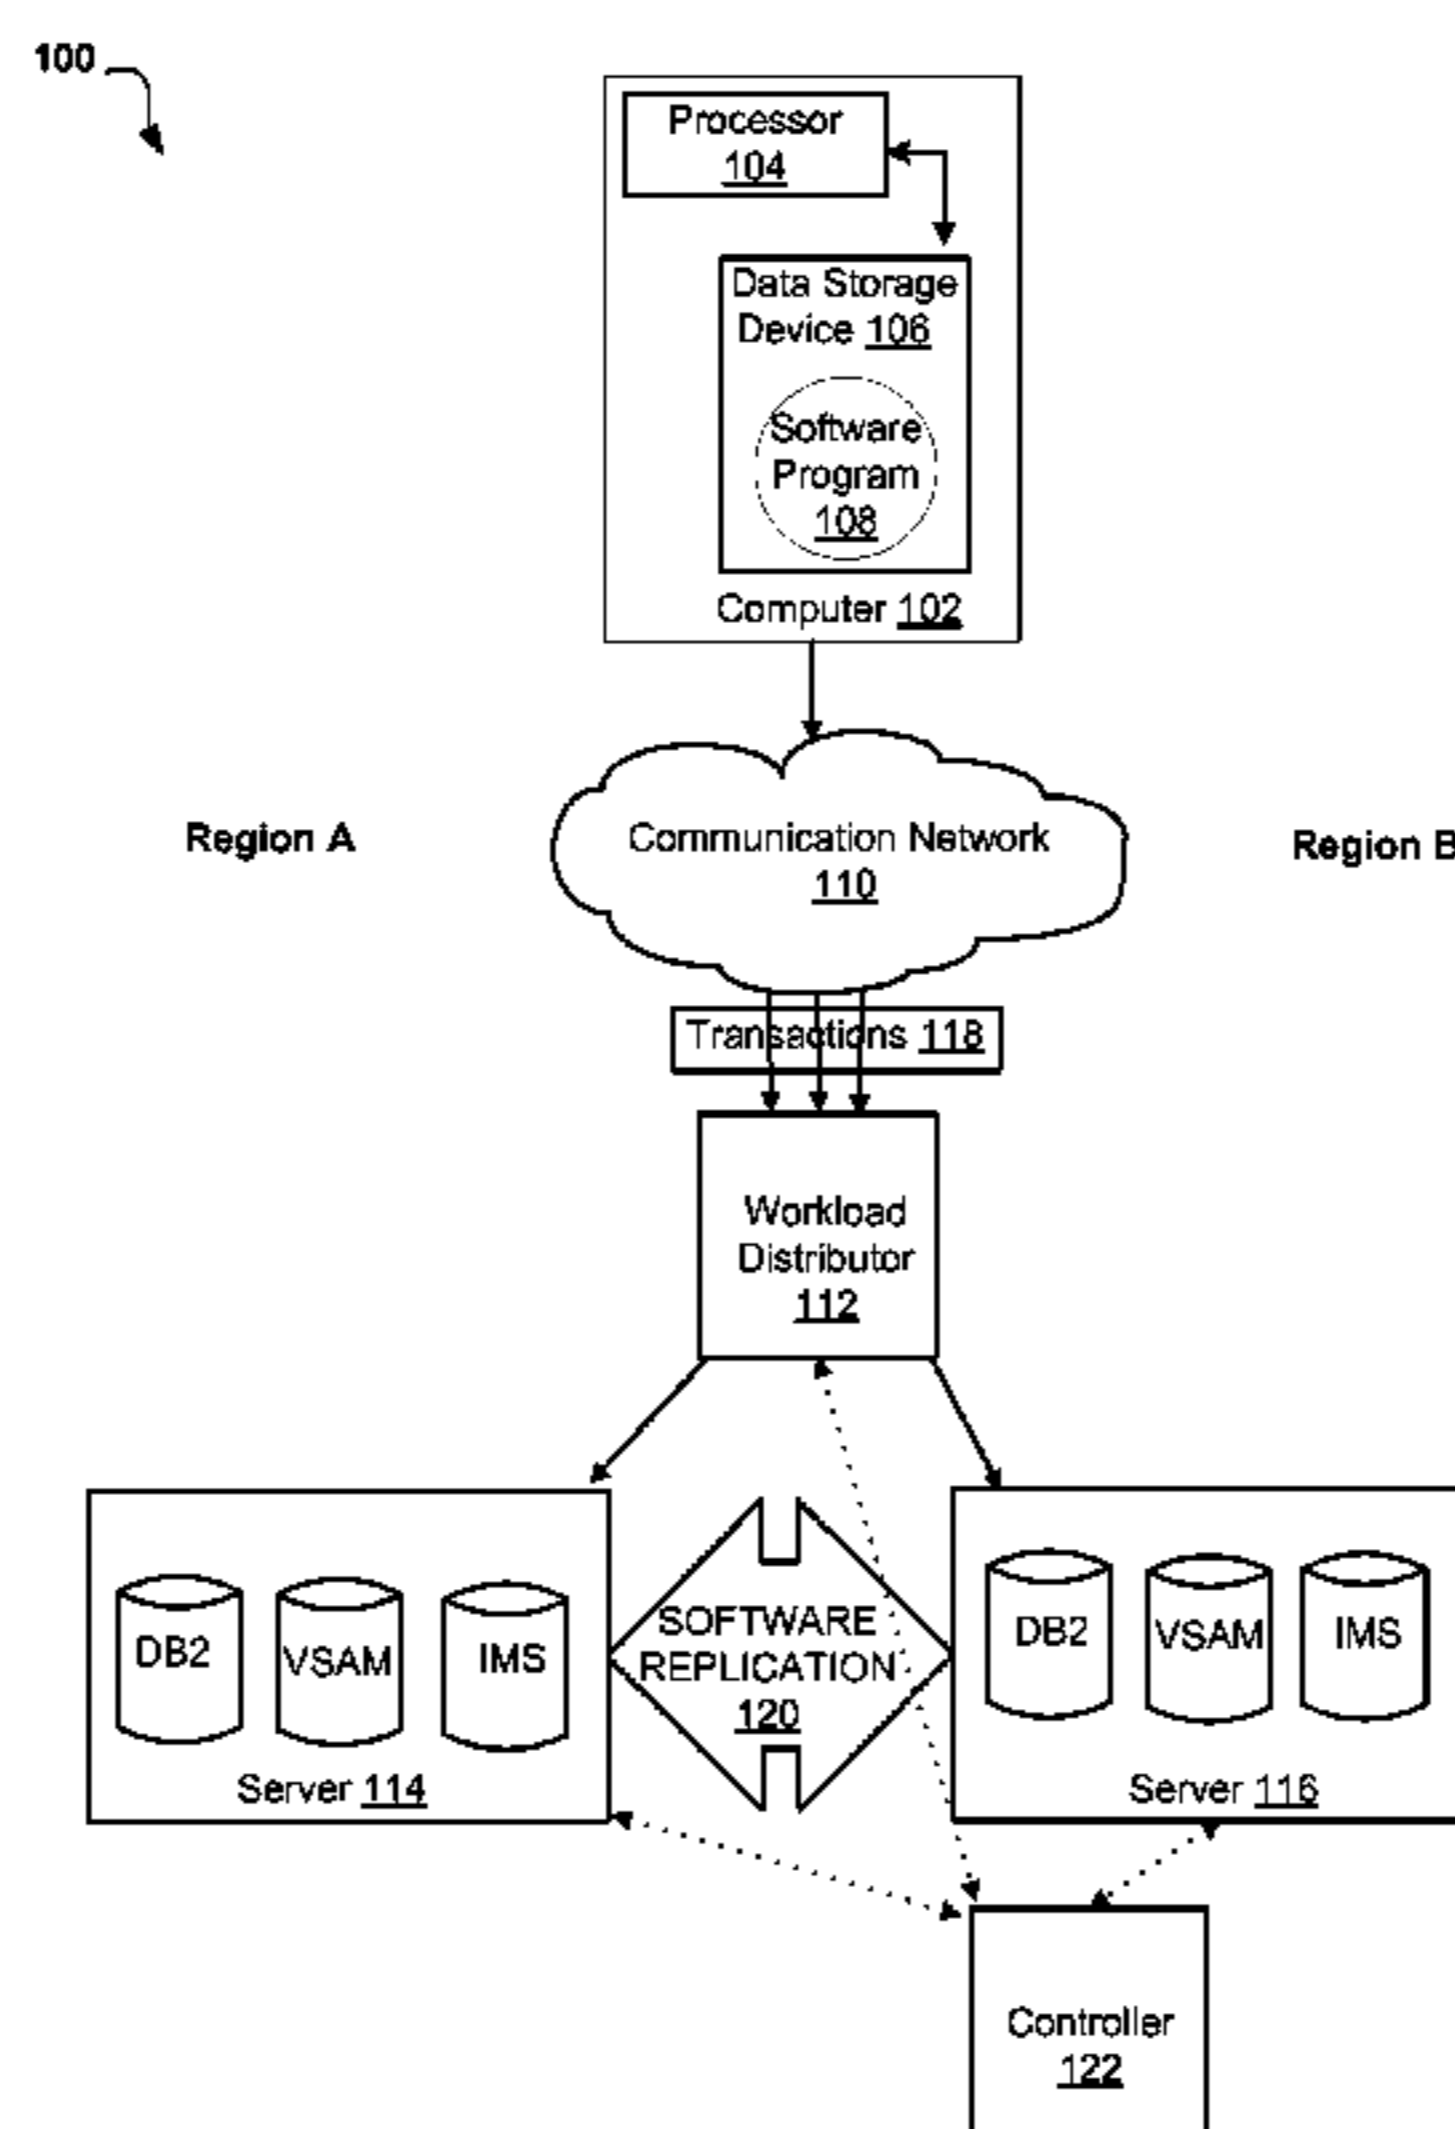 100
Processor
104
Data Storage
Device 106
Software
Program
108
Computer 102
Region A
Communication Network
110
Region B
Transactions 118
Workload
Distributor
112
DB2
VSAM
IMS
Server 114
SOFTWARE
REPLICATION
120
DB2
VSAM
IMS
Server 116
Controller
122